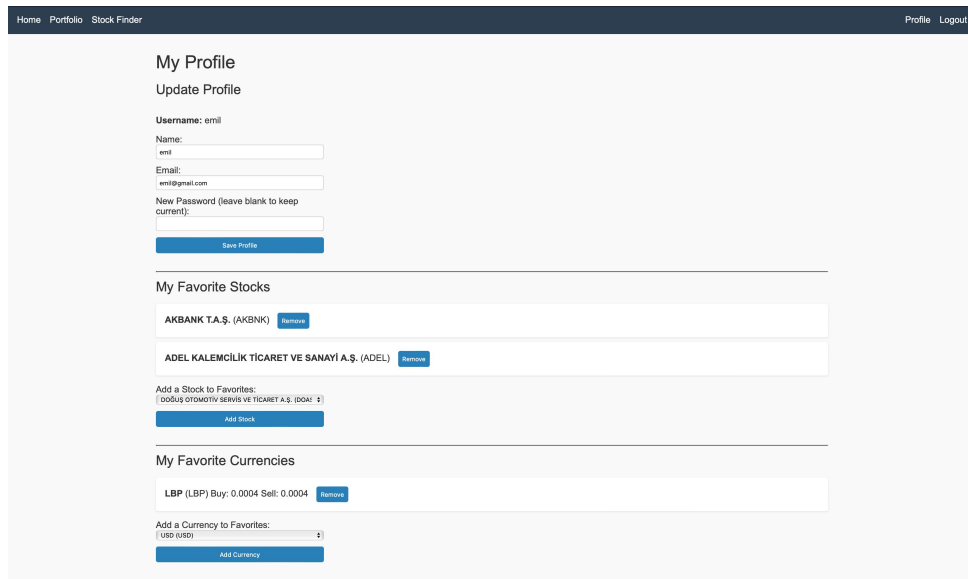 Home Portfolio Stock Finder Profile Logout
My Profile
Update Profile
Username: emil
Name:
emil
Email:
emil@gmail.com
New Password (leave blank to keep
current):
Save Profile
My Favorite Stocks
AKBANK T.A.Ş. (AKBNK) Remove
ADEL KALEMCİLİK TİCARET VE SANAYİ A.Ş. (ADEL) Remove
Add a Stock to Favorites:
DOĞUŞ OTOMOTİV SERVİS VE TİCARET A.Ş. (DOAS
Add Stock
My Favorite Currencies
LBP (LBP) Buy: 0.0004 Sell: 0.0004 Remove
Add a Currency to Favorites:
USD (USD)
Add Currency